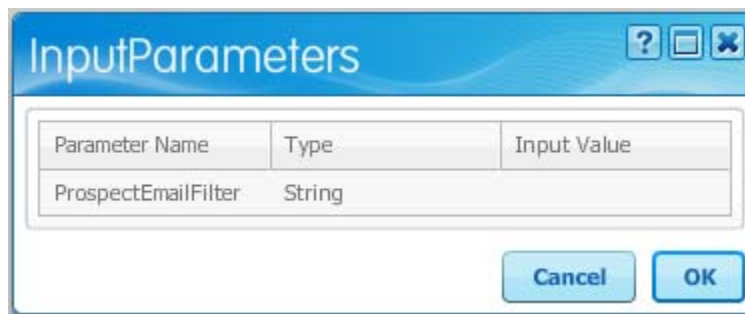 InputParameters
?
Parameter Name Type Input Value
ProspectEmailFilter String
Cancel OK